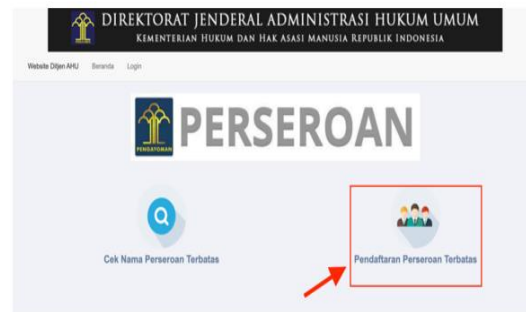 DIREKTORAT JENDERAL ADMINISTRASI HUKUM UMUM
KEMENTERIAN HUKUM DAN HAK ASASI MANUSIA REPUBLIK INDONESIA
Website Ditjen AHU Beranda Login
PENGAYOMAN
PERSEROAN
Cek Nama Perseroan Terbatas
Pendaftaran Perseroan Terbatas